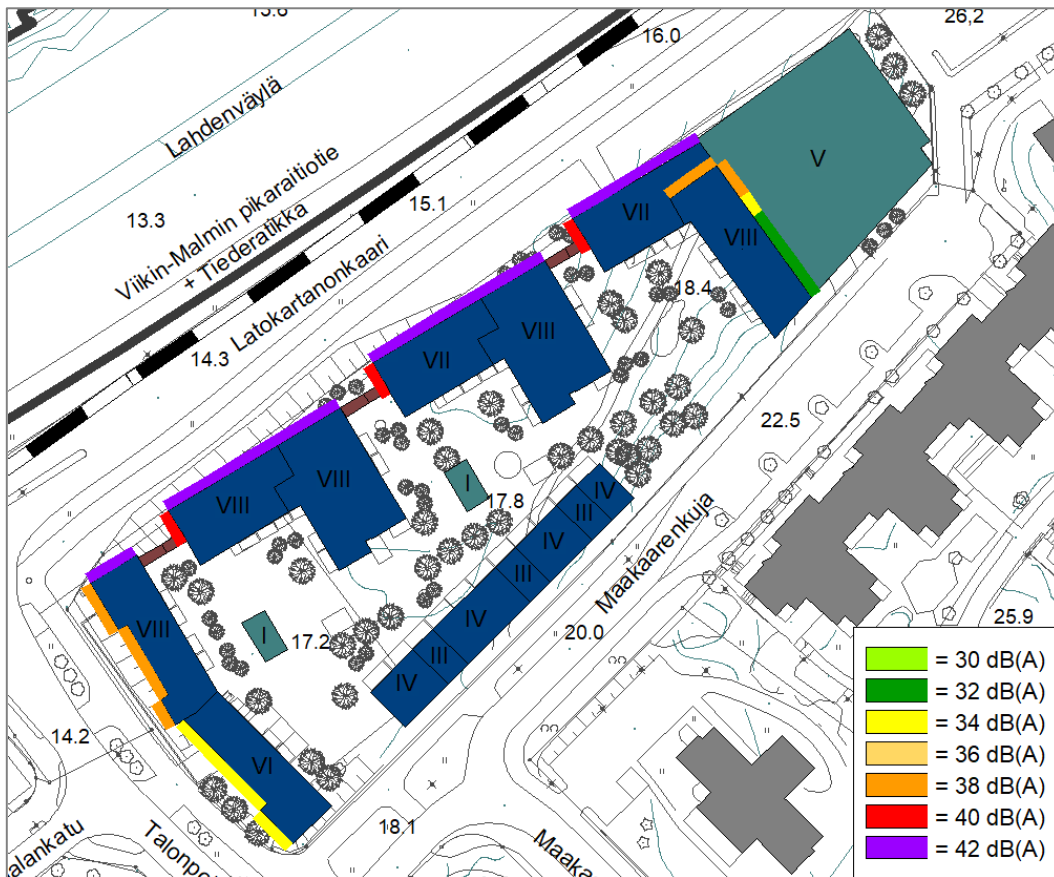 13.6
26,2
16.0
Lahdenväylä
Viikin-Malmin pikaraitiotie
+ Tiederatikka
13.3
15.1
V
VII
VIII
Latokartanonkaari
18.4
14.3
VIII
VII
22.5
VIII
VIII
I
17.8
IV
III
IV
III
IV
III
IV
Maakaarenkuja
VIII
I
17.2
20.0
25.9
14.2
VI
18.1
alankatu
Talonpo
Maaka
= 30 dB(A)
= 32 dB(A)
= 34 dB(A)
= 36 dB(A)
= 38 dB(A)
= 40 dB(A)
= 42 dB(A)